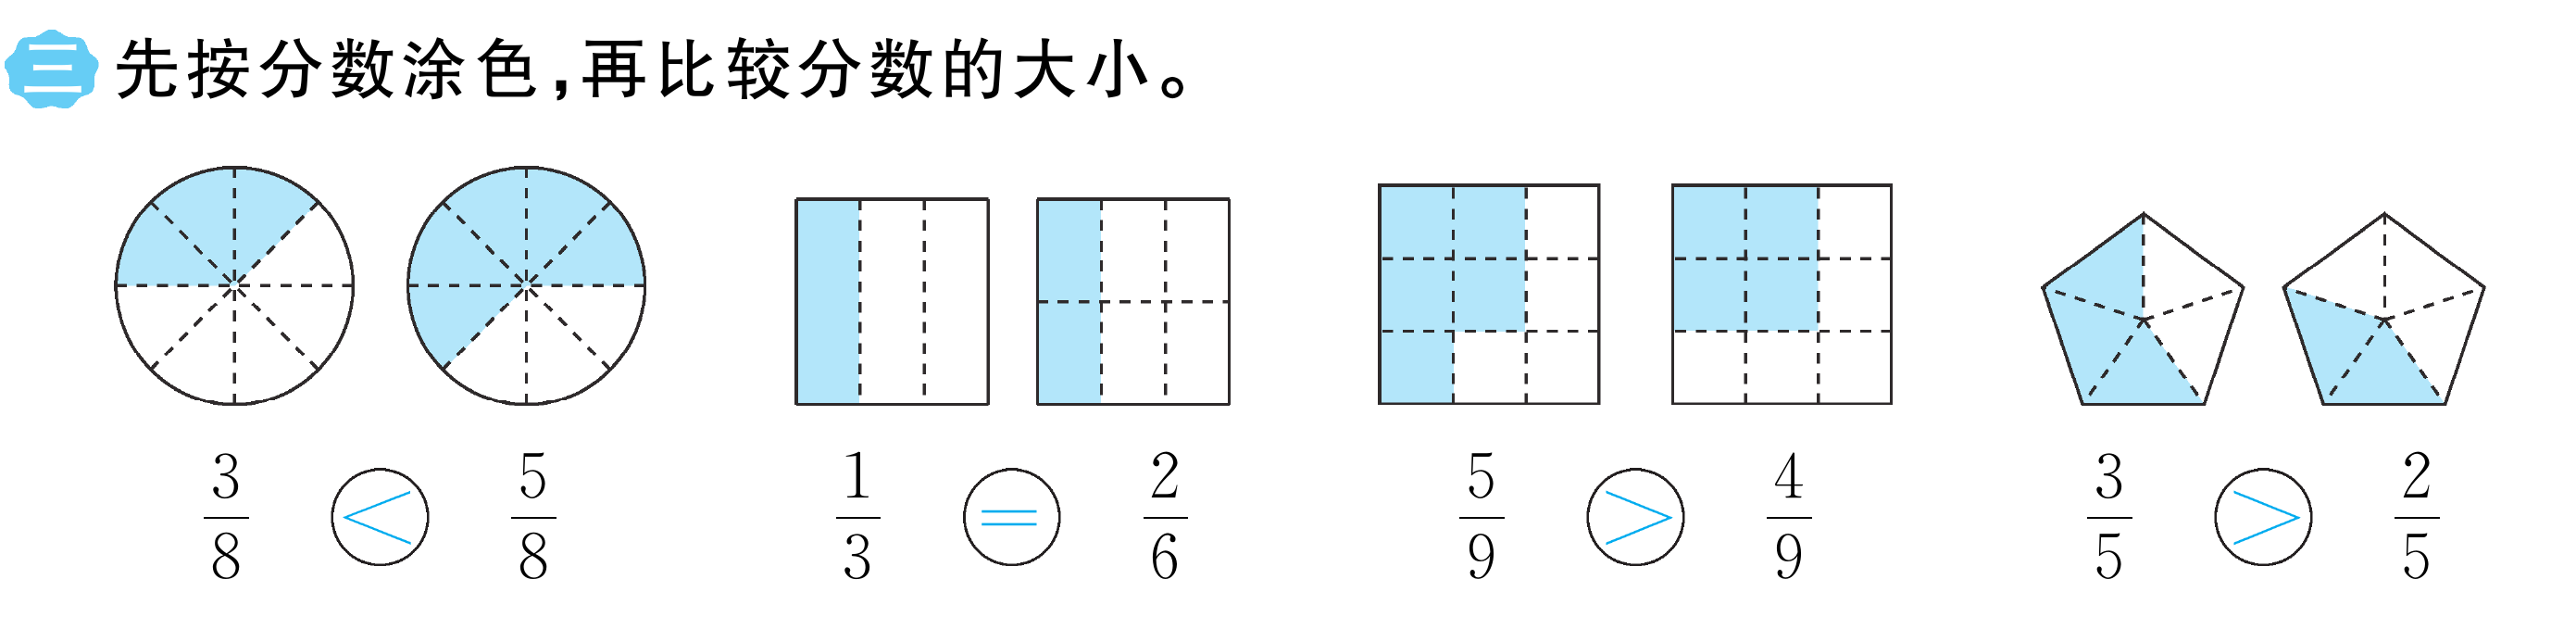 三 先按分数涂色,再比较分数的大小。
3/8 < 5/8 1/3 = 2/6 5/9 > 4/9 3/5 > 2/5